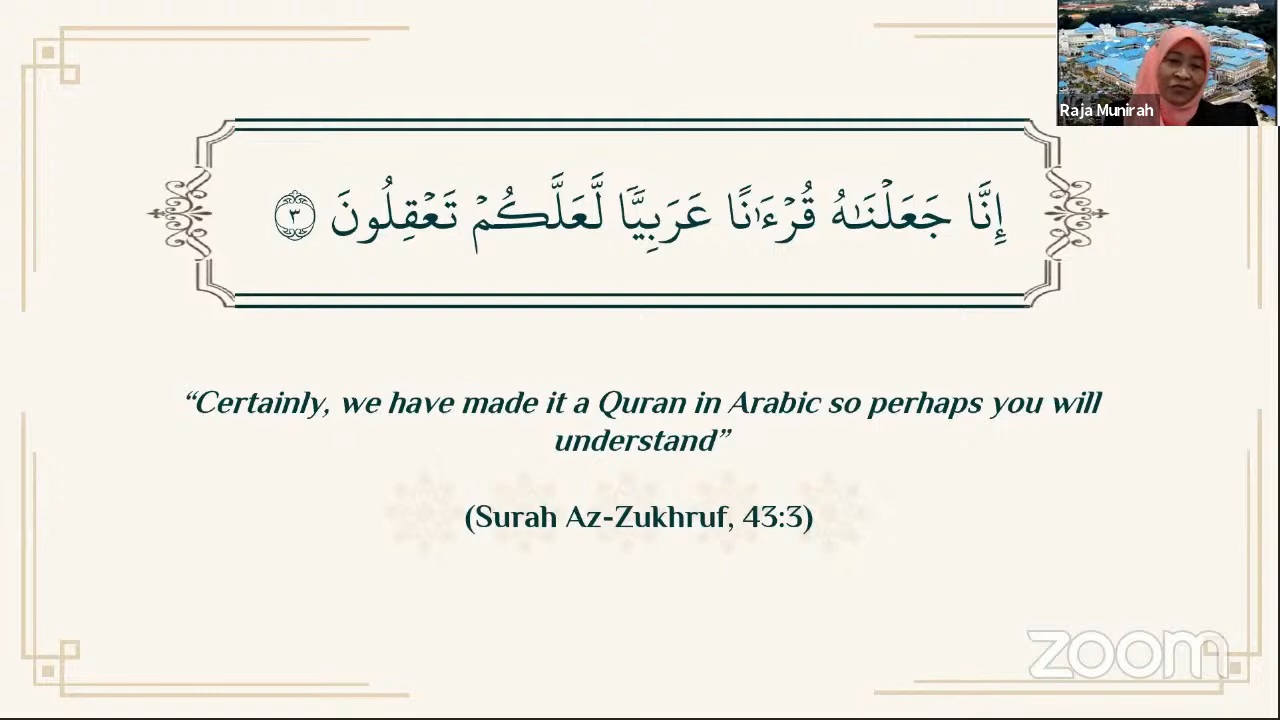 Raja Munirah
إِنَّا جَعَلْنَـٰهُ قُرْءَٰنًا عَرَبِيًّۭا لَّعَلَّكُمْ تَعْقِلُونَ ٣
“Certainly, we have made it a Quran in Arabic so perhaps you will
understand”
(Surah Az-Zukhruf, 43:3)
zoom